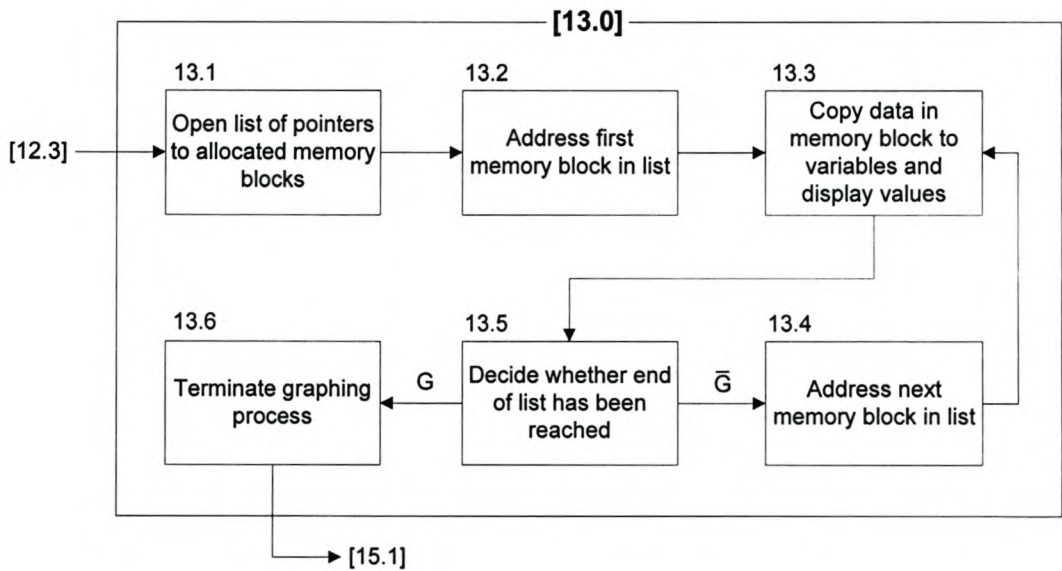 [13.0]
13.1
Open list of pointers
to allocated memory
blocks
13.2
Address first
memory block in list
13.3
Copy data in
memory block to
variables and
display values
[12.3]
13.6
Terminate graphing
process
G
13.5
Decide whether end
of list has been
reached
G̅
13.4
Address next
memory block in list
[15.1]